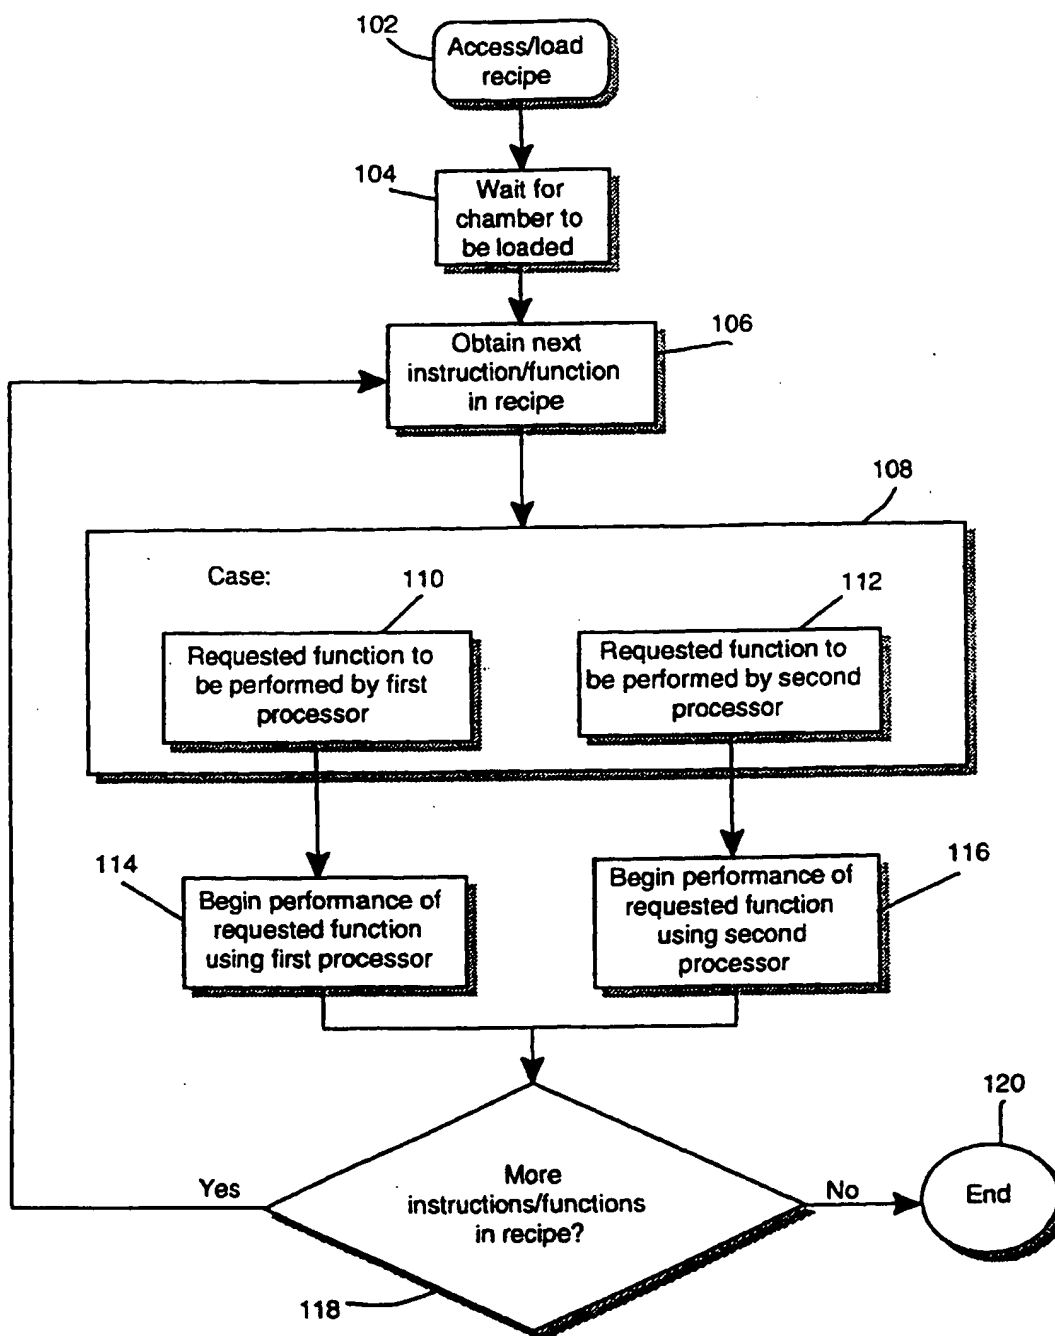 102
Access/load
recipe
104
Wait for
chamber to
be loaded
106
Obtain next
instruction/function
in recipe
108
Case:
110
112
Requested function to
be performed by first
processor
Requested function to
be performed by second
processor
114
Begin performance of
requested function
using first processor
116
Begin performance of
requested function
using second
processor
120
Yes
More
instructions/functions
in recipe?
No
End
118